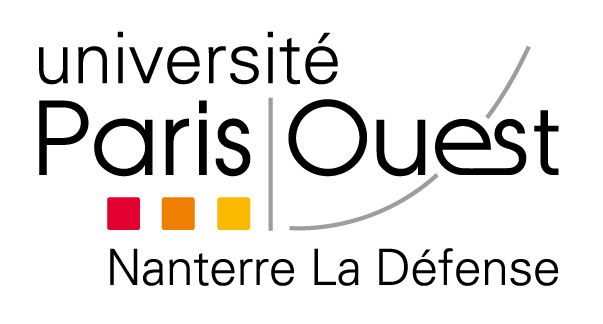 université
Paris Ouest
Nanterre La Défense